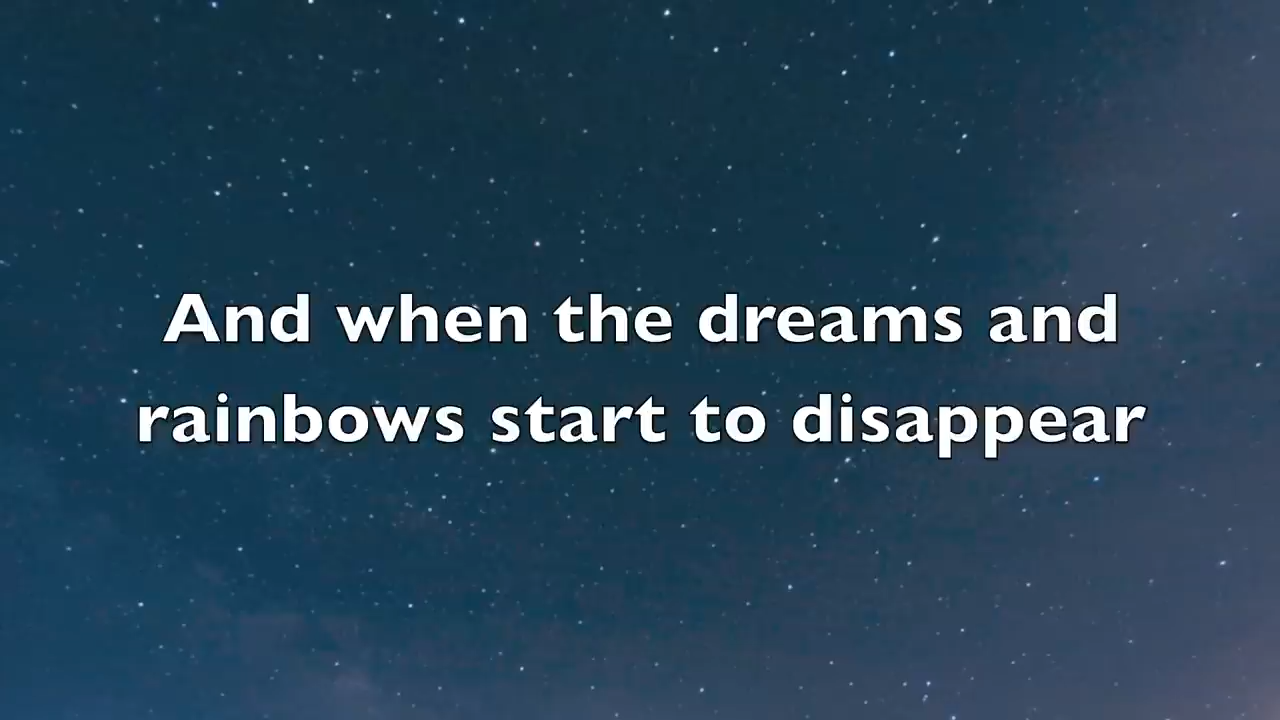 And when the dreams and
rainbows start to disappear